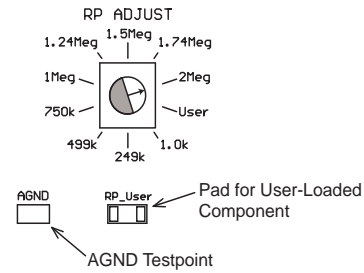 RP ADJUST
1.5Meg
1.24Meg
1.74Meg
1Meg
2Meg
750k
User
499k
1.0k
249k
AGND
RP_User
Pad for User-Loaded
Component
AGND Testpoint